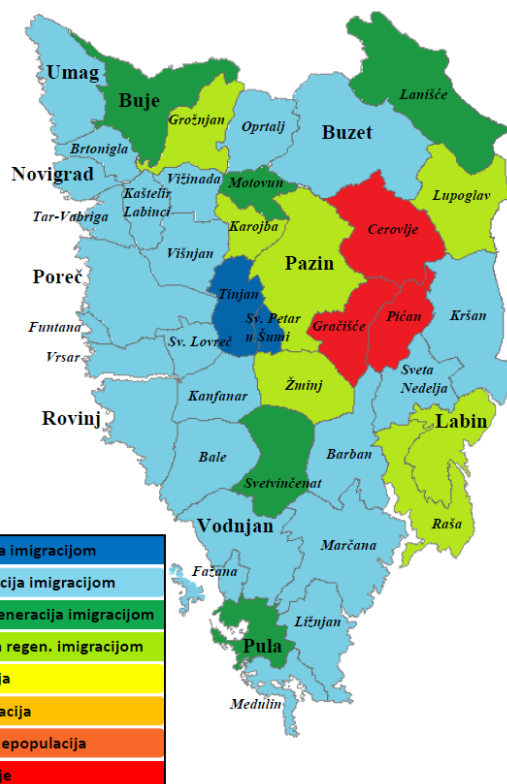 Umag
Buje
Lanišće
Grožnjan
Oprtalj
Buzet
Brtonigla
Novigrad
Vižinada
Motovun
Kaštelir
Labinci
Lupoglav
Tar-Vabriga
Karojba
Cerovlje
Višnjan
Pazin
Poreč
Tinjan
Sv. Petar
u Šumi
Gračišće
Pićan
Kršan
Funtana
Sv. Lovreč
Vrsar
Sveta
Nedelja
Kanfanar
Žminj
Rovinj
Labin
Bale
Barban
Svetvinčenat
Raša
Vodnjan
Marčana
Fažana
Ližnjan
Pula
Medulin
a imigracijom
cija imigracijom
generacija imigracijom
a regen. imigracijom
ja
acija
epopulacija
je